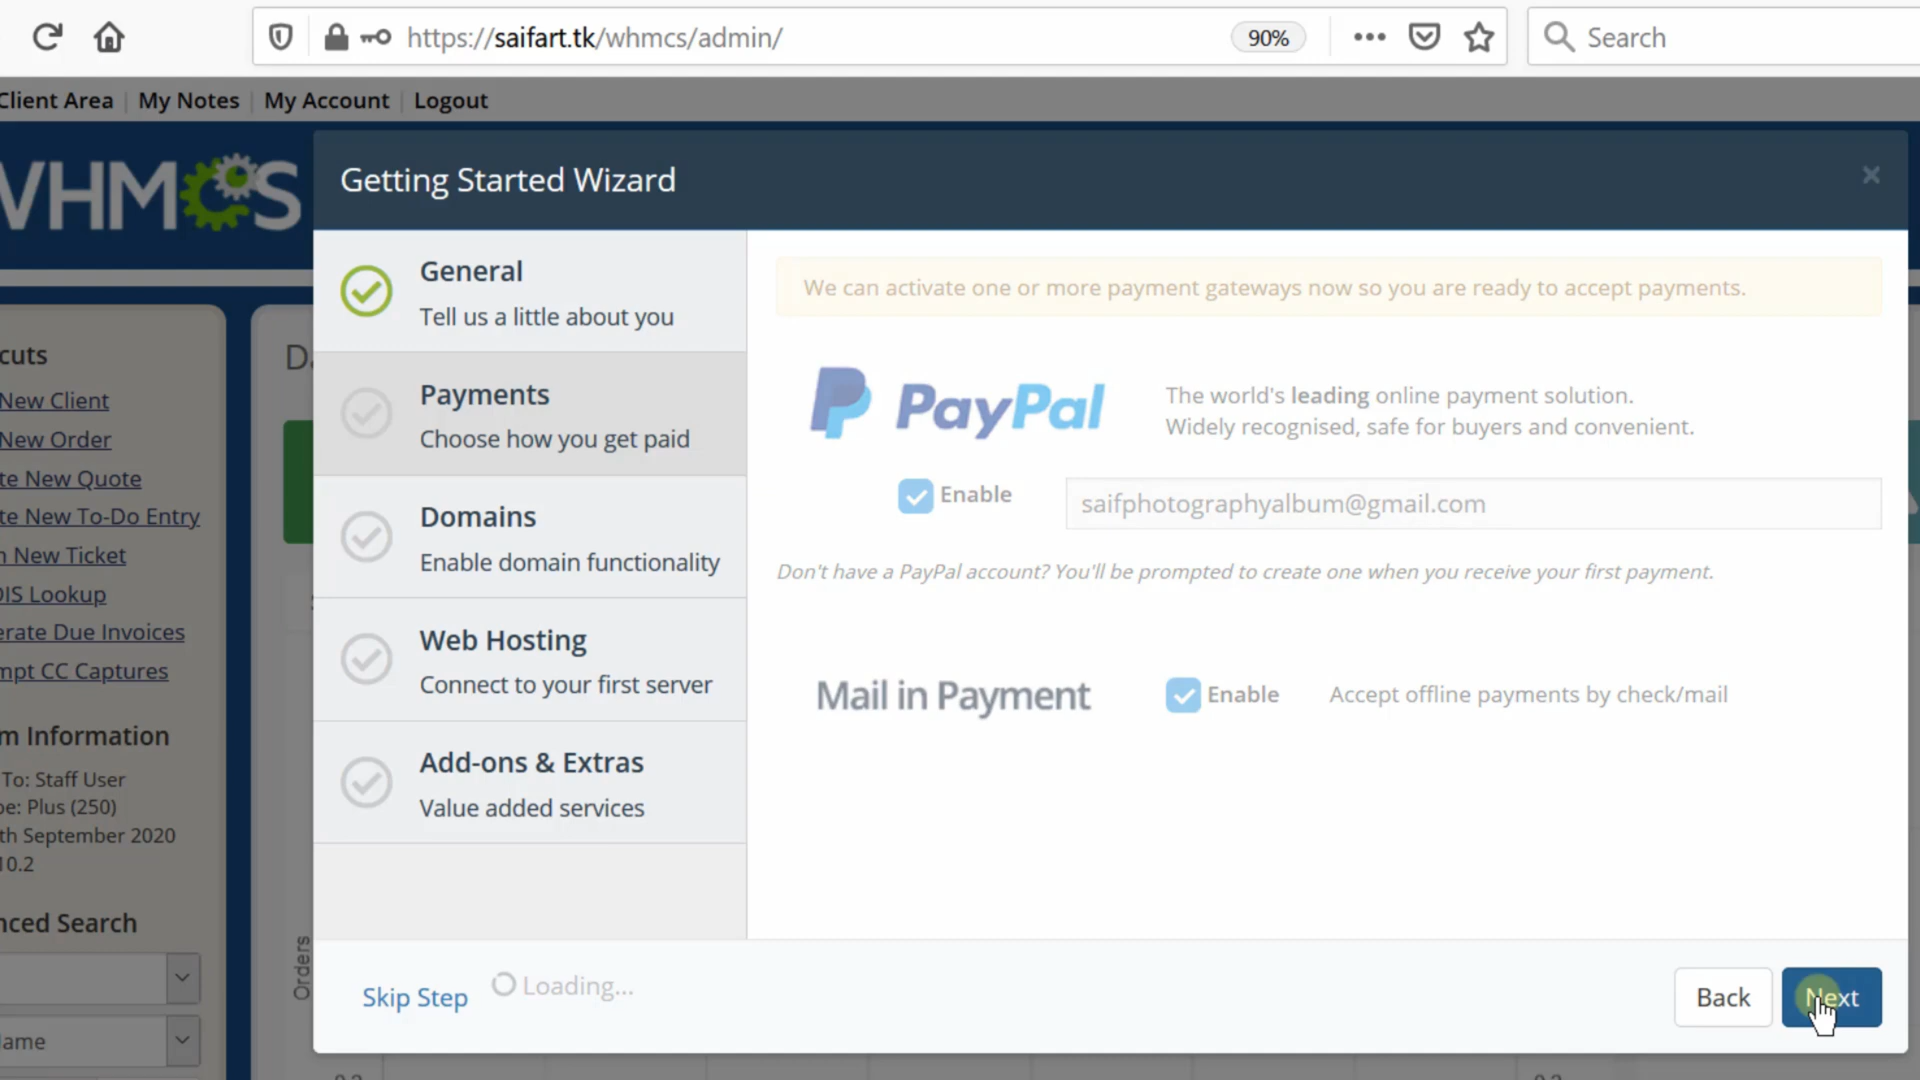 https://saifart.tk/whmcs/admin/
90%
Search
Client Area
My Notes
My Account
Logout
WHMCS
Getting Started Wizard
General
Tell us a little about you
Payments
Choose how you get paid
Domains
Enable domain functionality
Web Hosting
Connect to your first server
Add-ons & Extras
Value added services
We can activate one or more payment gateways now so you are ready to accept payments.
PayPal
The world's leading online payment solution.
Widely recognised, safe for buyers and convenient.
Enable
saifphotographyalbum@gmail.com
Don't have a PayPal account? You'll be prompted to create one when you receive your first payment.
Mail in Payment
Enable
Accept offline payments by check/mail
Skip Step
Loading...
Back
Next
cuts
New Client
New Order
te New Quote
te New To-Do Entry
n New Ticket
OIS Lookup
erate Due Invoices
mpt CC Captures
m Information
To: Staff User
pe: Plus (250)
th September 2020
10.2
nced Search
ame
Orders